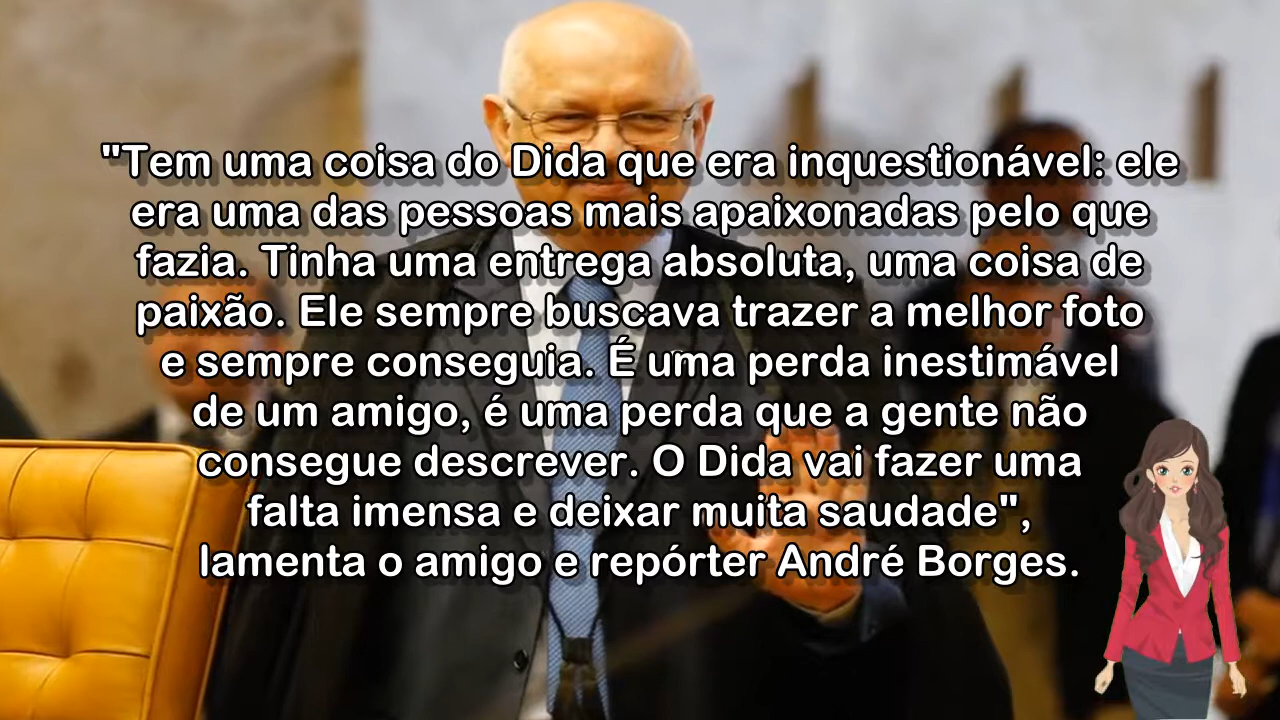 "Tem uma coisa do Dida que era inquestionável: ele
era uma das pessoas mais apaixonadas pelo que
fazia. Tinha uma entrega absoluta, uma coisa de
paixão. Ele sempre buscava trazer a melhor foto
e sempre conseguia. É uma perda inestimável
de um amigo, é uma perda que a gente não
consegue descrever. O Dida vai fazer uma
falta imensa e deixar muita saudade",
lamenta o amigo e repórter André Borges.